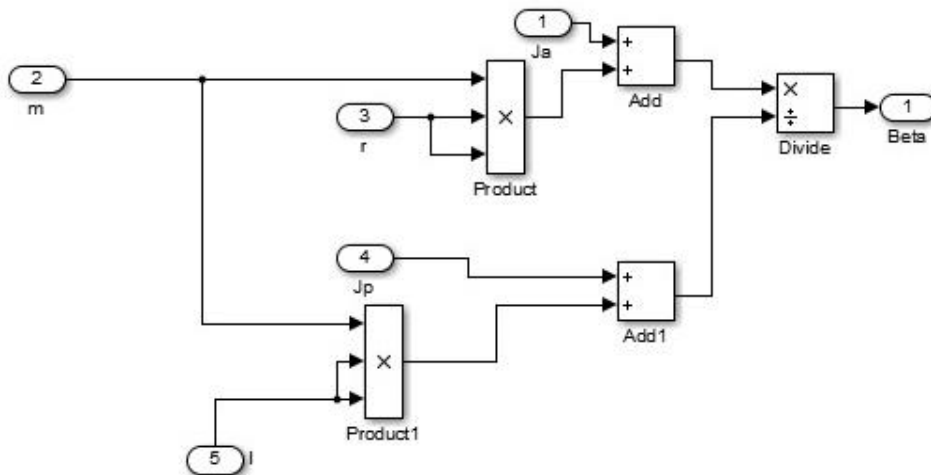 1
Ja
+
+
Add
2
m
3
r
×
Product
×
÷
Divide
1
Beta
4
Jp
+
+
Add1
×
Product1
5
l